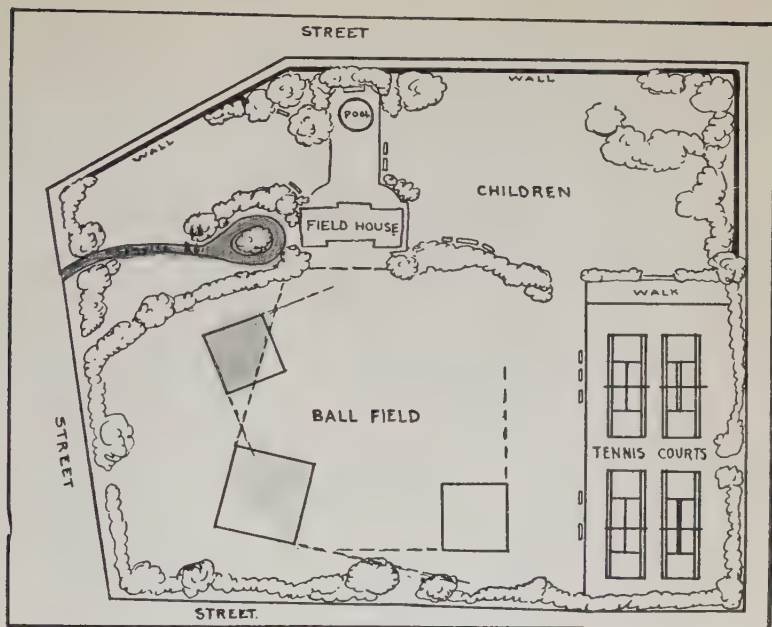 STREET
WALL
WALL
POOL
CHILDREN
FIELD HOUSE
WALK
BALL FIELD
STREET
TENNIS COURTS
STREET.